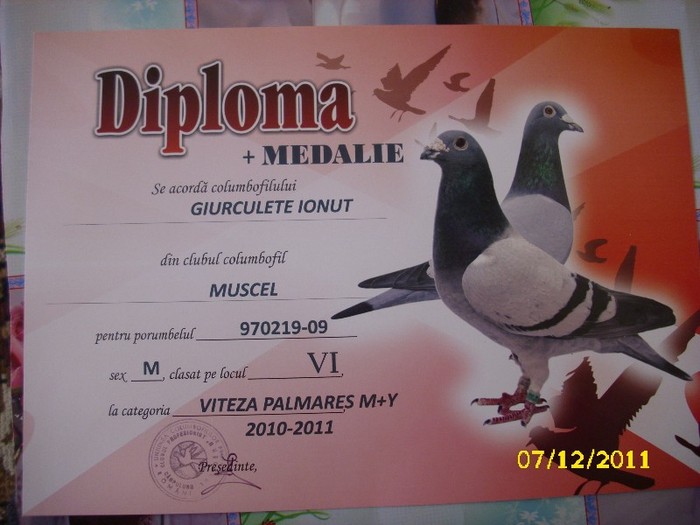 Diploma
+ MEDALIE
Se acordă columbofilului
GIURCULETE IONUT
din clubul columbofil
MUSCEL
pentru porumbelul 970219-09
sex M, clasat pe locul VI,
la categoria VITEZA PALMARES M+Y
2010-2011
Președinte,
07/12/2011